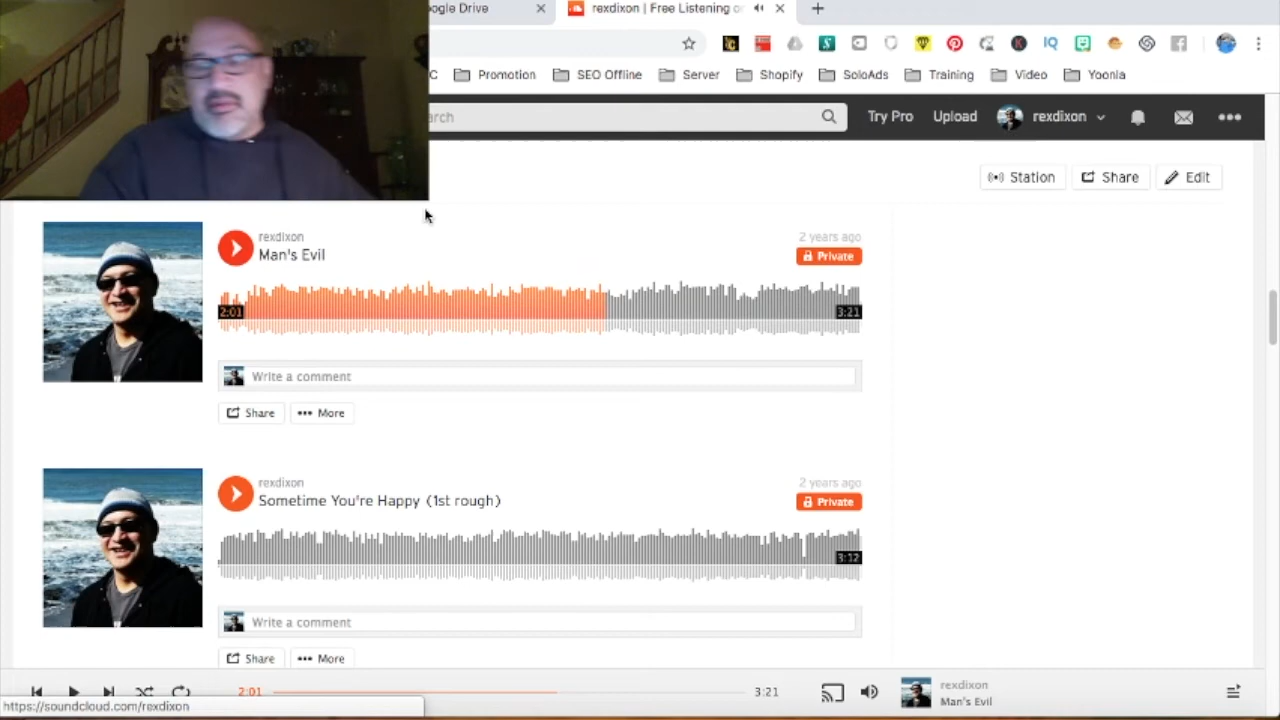 ogle Drive
rexdixon | Free Listening o
C Promotion SEO Offline Server Shopify SoloAds Training Video Yoonla
arch
Try Pro Upload rexdixon
Station Share Edit
rexdixon 2 years ago
Man's Evil Private
2:01 3:21
Write a comment
Share More
rexdixon 2 years ago
Sometime You're Happy (1st rough) Private
3:12
Write a comment
Share More
2:01 3:21 rexdixon
Man's Evil
https://soundcloud.com/rexdixon